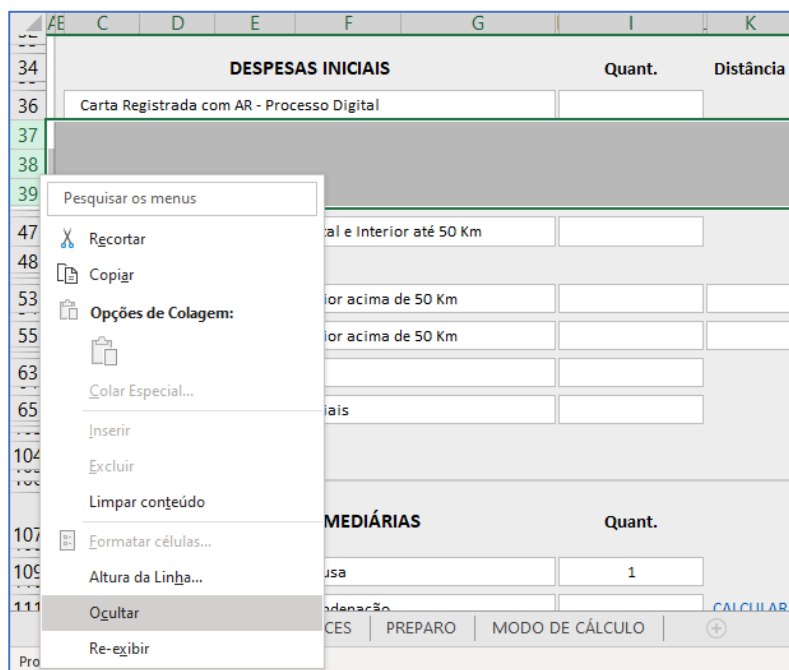 A E C D E F G I K
34 DESPESAS INICIAIS Quant. Distância
36 Carta Registrada com AR - Processo Digital
37
38
39
Pesquisar os menus
Recortar
Copiar
Opções de Colagem:
Colar Especial...
Inserir
Excluir
Limpar conteúdo
Formatar células...
Altura da Linha...
Ocultar
Re-exibir
47 tal e Interior até 50 Km
48
53 ior acima de 50 Km
55 ior acima de 50 Km
63
65 iais
104
107 MEDIÁRIAS Quant.
109 usa 1
111 ndenação CALCULAR
CES PREPARO MODO DE CÁLCULO
Pro